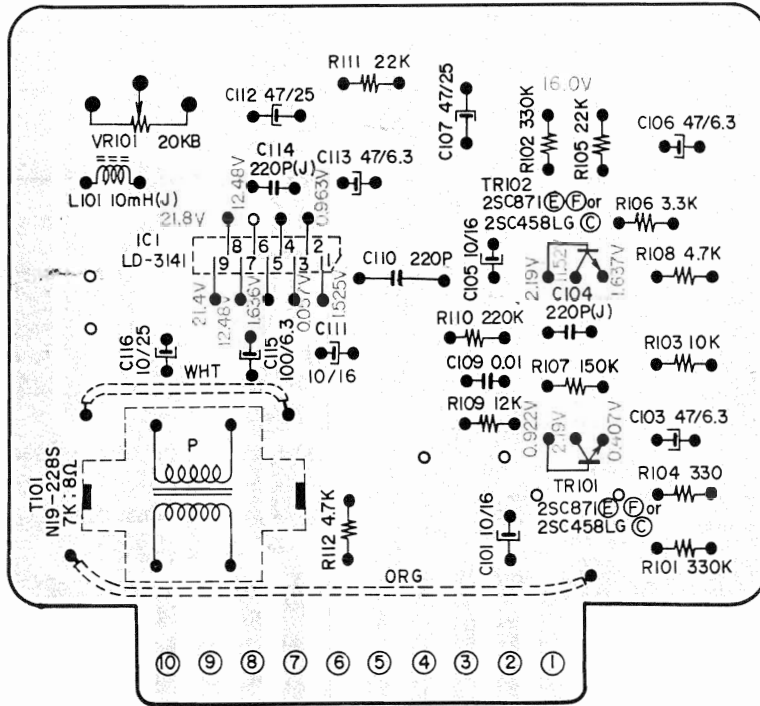 R111 22K
C112 47/25
C107 47/25
16.0V
R102 330K
R105 22K
C106 47/6.3
VR101 20KB
C114
220P(J)
C113 47/6.3
L101 10mH(J)
12.48V
0.963V
TR102
2SC871 Ⓔ Ⓕ or
2SC458LG Ⓒ
R106 3.3K
21.8V
IC1
LD-3141
8 6 4 2
9 7 5 3 1
C110 220P
C105 10/16
2.19V
11.52V
1.637V
R108 4.7K
C104
220P(J)
21.4V
12.48V
1.636V
0.057V
1.525V
R110 220K
C116
10/25
C115
100/6.3
C111
10/16
R103 10K
WHT
C109 0.01
R107 150K
R109 12K
0.922V
2.19V
0.407V
C103 47/6.3
P
T101
N19-228S
7K : 8Ω
TR101
2SC871 Ⓔ Ⓕ or
2SC458LG Ⓒ
R104 330
R112 4.7K
C101 10/16
R101 330K
ORG
⑩ ⑨ ⑧ ⑦ ⑥ ⑤ ④ ③ ② ①